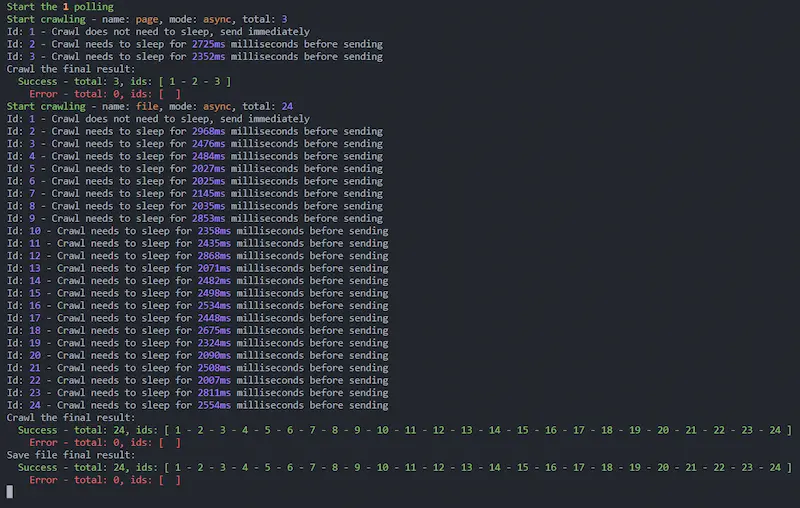 Start the 1 polling
Start crawling - name: page, mode: async, total: 3
Id: 1 - Crawl does not need to sleep, send immediately
Id: 2 - Crawl needs to sleep for 2725ms milliseconds before sending
Id: 3 - Crawl needs to sleep for 2352ms milliseconds before sending
Crawl the final result:
  Success - total: 3, ids: [ 1 - 2 - 3 ]
    Error - total: 0, ids: [  ]
Start crawling - name: file, mode: async, total: 24
Id: 1 - Crawl does not need to sleep, send immediately
Id: 2 - Crawl needs to sleep for 2968ms milliseconds before sending
Id: 3 - Crawl needs to sleep for 2476ms milliseconds before sending
Id: 4 - Crawl needs to sleep for 2484ms milliseconds before sending
Id: 5 - Crawl needs to sleep for 2027ms milliseconds before sending
Id: 6 - Crawl needs to sleep for 2025ms milliseconds before sending
Id: 7 - Crawl needs to sleep for 2145ms milliseconds before sending
Id: 8 - Crawl needs to sleep for 2035ms milliseconds before sending
Id: 9 - Crawl needs to sleep for 2853ms milliseconds before sending
Id: 10 - Crawl needs to sleep for 2358ms milliseconds before sending
Id: 11 - Crawl needs to sleep for 2435ms milliseconds before sending
Id: 12 - Crawl needs to sleep for 2868ms milliseconds before sending
Id: 13 - Crawl needs to sleep for 2071ms milliseconds before sending
Id: 14 - Crawl needs to sleep for 2482ms milliseconds before sending
Id: 15 - Crawl needs to sleep for 2498ms milliseconds before sending
Id: 16 - Crawl needs to sleep for 2534ms milliseconds before sending
Id: 17 - Crawl needs to sleep for 2448ms milliseconds before sending
Id: 18 - Crawl needs to sleep for 2675ms milliseconds before sending
Id: 19 - Crawl needs to sleep for 2324ms milliseconds before sending
Id: 20 - Crawl needs to sleep for 2090ms milliseconds before sending
Id: 21 - Crawl needs to sleep for 2508ms milliseconds before sending
Id: 22 - Crawl needs to sleep for 2007ms milliseconds before sending
Id: 23 - Crawl needs to sleep for 2811ms milliseconds before sending
Id: 24 - Crawl needs to sleep for 2554ms milliseconds before sending
Crawl the final result:
  Success - total: 24, ids: [ 1 - 2 - 3 - 4 - 5 - 6 - 7 - 8 - 9 - 10 - 11 - 12 - 13 - 14 - 15 - 16 - 17 - 18 - 19 - 20 - 21 - 22 - 23 - 24 ]
    Error - total: 0, ids: [  ]
Save file final result:
  Success - total: 24, ids: [ 1 - 2 - 3 - 4 - 5 - 6 - 7 - 8 - 9 - 10 - 11 - 12 - 13 - 14 - 15 - 16 - 17 - 18 - 19 - 20 - 21 - 22 - 23 - 24 ]
    Error - total: 0, ids: [  ]